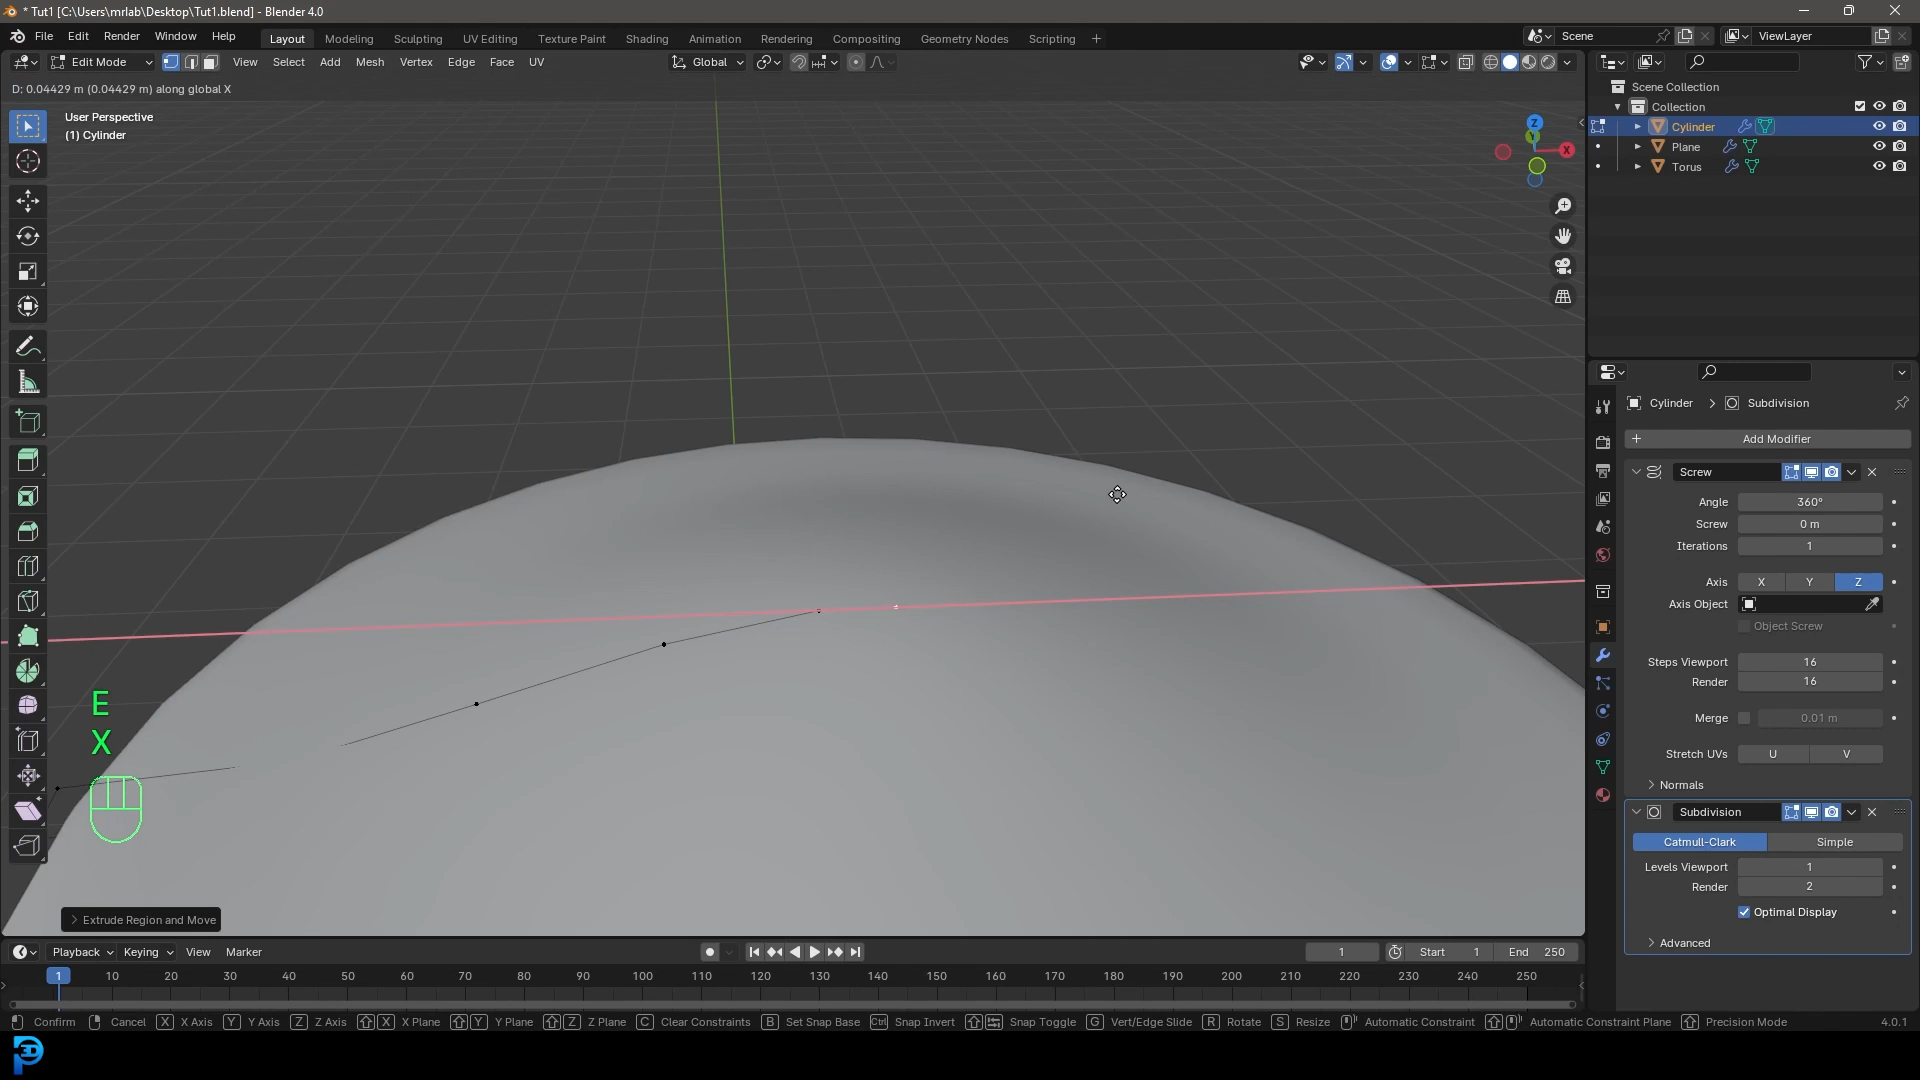 * Tut1 [C:\Users\mrlab\Desktop\Tut1.blend] - Blender 4.0
File Edit Render Window Help Layout Modeling Sculpting UV Editing Texture Paint Shading Animation Rendering Compositing Geometry Nodes Scripting + Scene ViewLayer
Edit Mode View Select Add Mesh Vertex Edge Face UV Global
D: 0.04429 m (0.04429 m) along global X
User Perspective
(1) Cylinder
Z
Y
X
Scene Collection
Collection
Cylinder
Plane
Torus
Cylinder > Subdivision
+ Add Modifier
Screw
Angle 360°
Screw 0 m
Iterations 1
Axis X Y Z
Axis Object
Object Screw
Steps Viewport 16
Render 16
Merge 0.01 m
Stretch UVs U V
Normals
Subdivision
Catmull-Clark Simple
Levels Viewport 1
Render 2
Optimal Display
Advanced
E
X
Extrude Region and Move
Playback Keying View Marker 1 Start 1 End 250
1 10 20 30 40 50 60 70 80 90 100 110 120 130 140 150 160 170 180 190 200 210 220 230 240 250
Confirm Cancel X X Axis Y Y Axis Z Z Axis X X Plane Y Y Plane Z Z Plane C Clear Constraints B Set Snap Base Ctrl Snap Invert Snap Toggle G Vert/Edge Slide R Rotate S Resize Automatic Constraint Automatic Constraint Plane Precision Mode 4.0.1